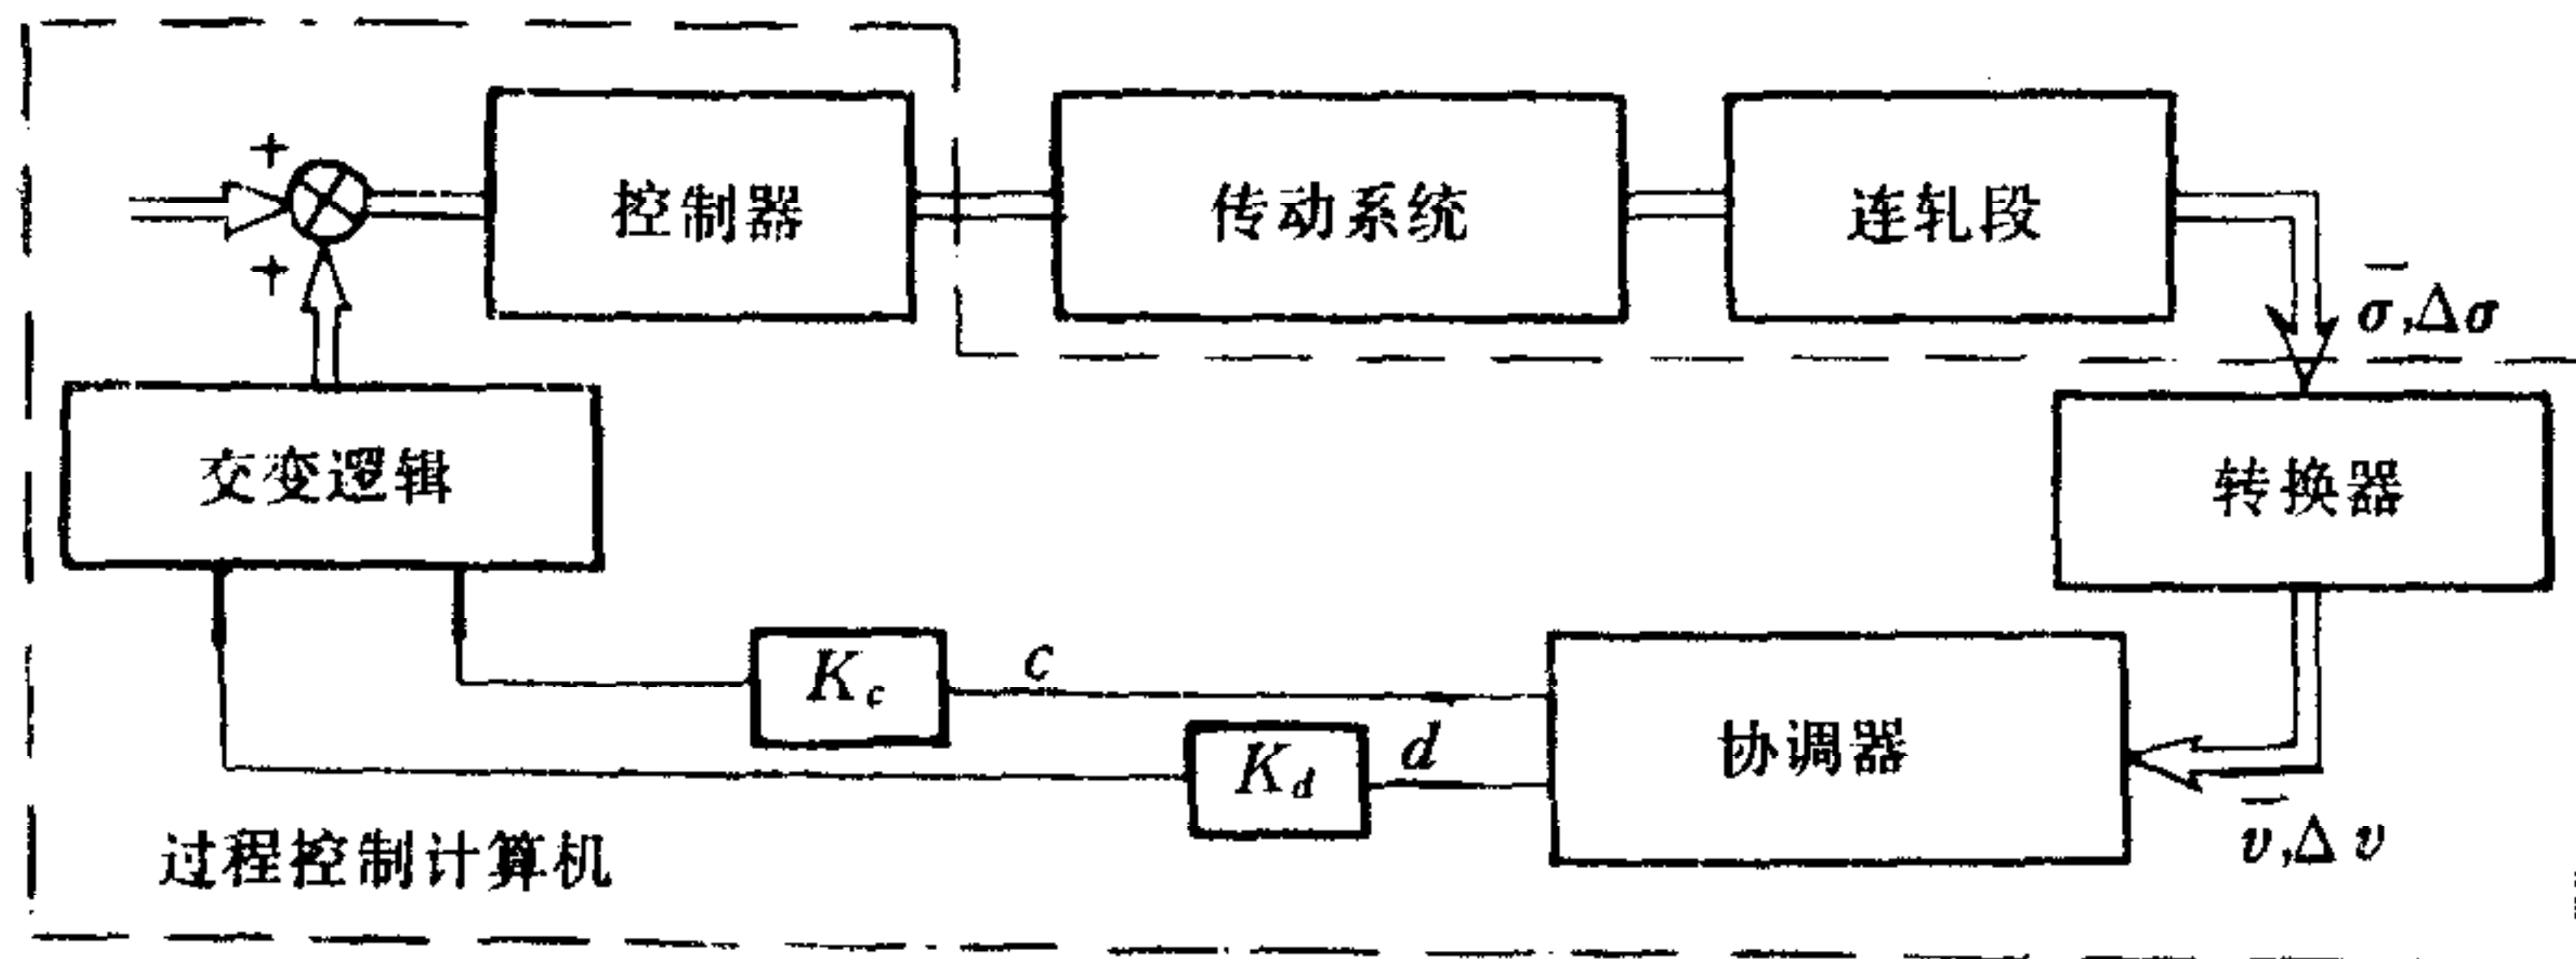 +
控制器
传动系统
连轧段
+
σ̄,Δσ
交变逻辑
转换器
K_c
c
K_d
d
协调器
v̄,Δv
过程控制计算机